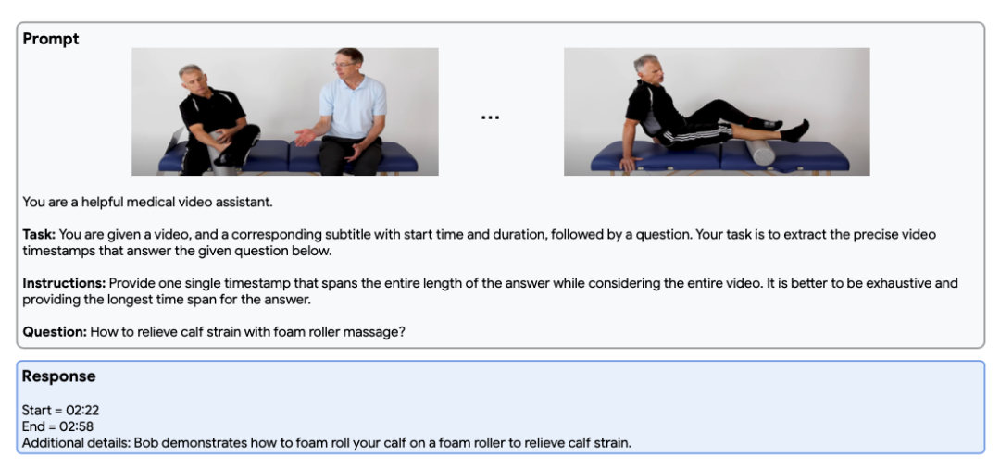 Prompt
...
You are a helpful medical video assistant.
Task: You are given a video, and a corresponding subtitle with start time and duration, followed by a question. Your task is to extract the precise video
timestamps that answer the given question below.
Instructions: Provide one single timestamp that spans the entire length of the answer while considering the entire video. It is better to be exhaustive and
providing the longest time span for the answer.
Question: How to relieve calf strain with foam roller massage?
Response
Start = 02:22
End = 02:58
Additional details: Bob demonstrates how to foam roll your calf on a foam roller to relieve calf strain.